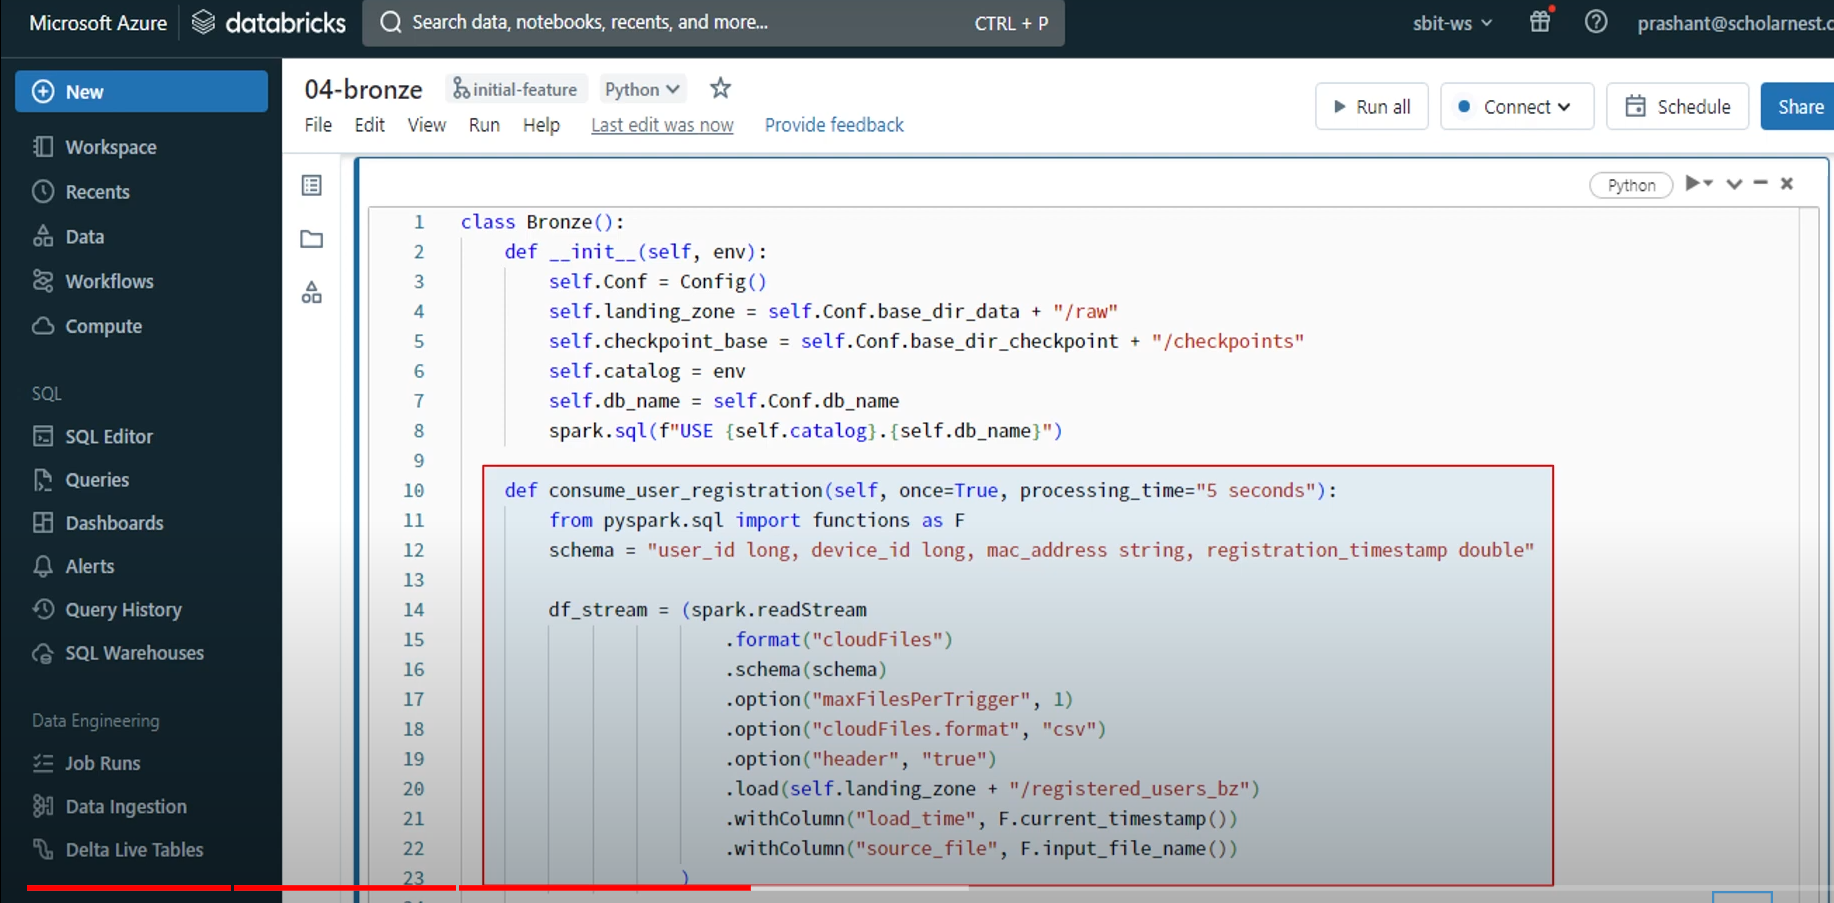 Microsoft Azure databricks Search data, notebooks, recents, and more... CTRL + P sbit-ws prashant@scholarnest.c
New
Workspace
Recents
Data
Workflows
Compute
SQL
SQL Editor
Queries
Dashboards
Alerts
Query History
SQL Warehouses
Data Engineering
Job Runs
Data Ingestion
Delta Live Tables
04-bronze initial-feature Python
File Edit View Run Help Last edit was now Provide feedback
Run all Connect Schedule Share
Python
1 class Bronze():
2 def __init__(self, env):
3 self.Conf = Config()
4 self.landing_zone = self.Conf.base_dir_data + "/raw"
5 self.checkpoint_base = self.Conf.base_dir_checkpoint + "/checkpoints"
6 self.catalog = env
7 self.db_name = self.Conf.db_name
8 spark.sql(f"USE {self.catalog}.{self.db_name}")
9
10 def consume_user_registration(self, once=True, processing_time="5 seconds"):
11 from pyspark.sql import functions as F
12 schema = "user_id long, device_id long, mac_address string, registration_timestamp double"
13
14 df_stream = (spark.readStream
15 .format("cloudFiles")
16 .schema(schema)
17 .option("maxFilesPerTrigger", 1)
18 .option("cloudFiles.format", "csv")
19 .option("header", "true")
20 .load(self.landing_zone + "/registered_users_bz")
21 .withColumn("load_time", F.current_timestamp())
22 .withColumn("source_file", F.input_file_name())
23 )